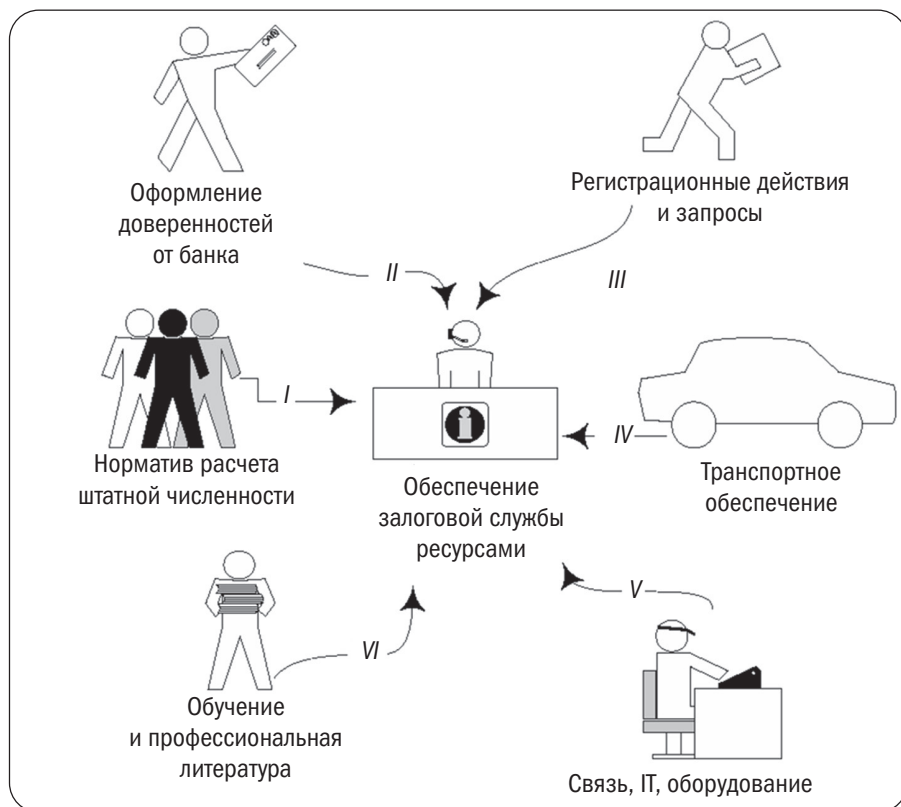 Оформление
доверенностей
от банка
Регистрационные действия
и запросы
II
III
I
IV
Норматив расчета
штатной численности
Обеспечение
залоговой службы
ресурсами
Транспортное
обеспечение
V
VI
Обучение
и профессиональная
литература
Связь, IT, оборудование